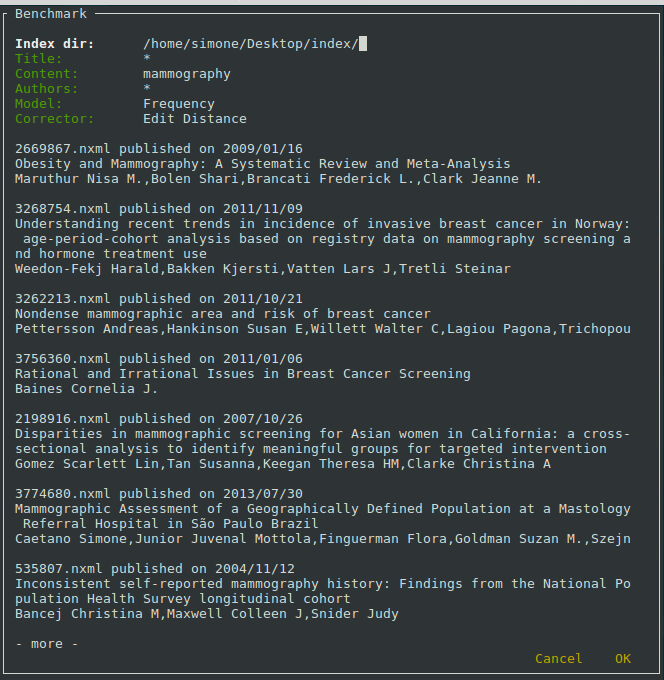 Benchmark
Index dir: /home/simone/Desktop/index/
Title: *
Content: mammography
Authors: *
Model: Frequency
Corrector: Edit Distance
2669867.nxml published on 2009/01/16
Obesity and Mammography: A Systematic Review and Meta-Analysis
Maruthur Nisa M.,Bolen Shari,Brancati Frederick L.,Clark Jeanne M.
3268754.nxml published on 2011/11/09
Understanding recent trends in incidence of invasive breast cancer in Norway:
age-period-cohort analysis based on registry data on mammography screening a
nd hormone treatment use
Weedon-Fekj Harald,Bakken Kjersti,Vatten Lars J,Tretli Steinar
3262213.nxml published on 2011/10/21
Nondense mammographic area and risk of breast cancer
Pettersson Andreas,Hankinson Susan E,Willett Walter C,Lagiou Pagona,Trichopou
3756360.nxml published on 2011/01/06
Rational and Irrational Issues in Breast Cancer Screening
Baines Cornelia J.
2198916.nxml published on 2007/10/26
Disparities in mammographic screening for Asian women in California: a cross-
sectional analysis to identify meaningful groups for targeted intervention
Gomez Scarlett Lin,Tan Susanna,Keegan Theresa HM,Clarke Christina A
3774680.nxml published on 2013/07/30
Mammographic Assessment of a Geographically Defined Population at a Mastology
Referral Hospital in São Paulo Brazil
Caetano Simone,Junior Juvenal Mottola,Finguerman Flora,Goldman Suzan M.,Szejn
535807.nxml published on 2004/11/12
Inconsistent self-reported mammography history: Findings from the National Po
pulation Health Survey longitudinal cohort
Bancej Christina M,Maxwell Colleen J,Snider Judy
- more -
Cancel OK